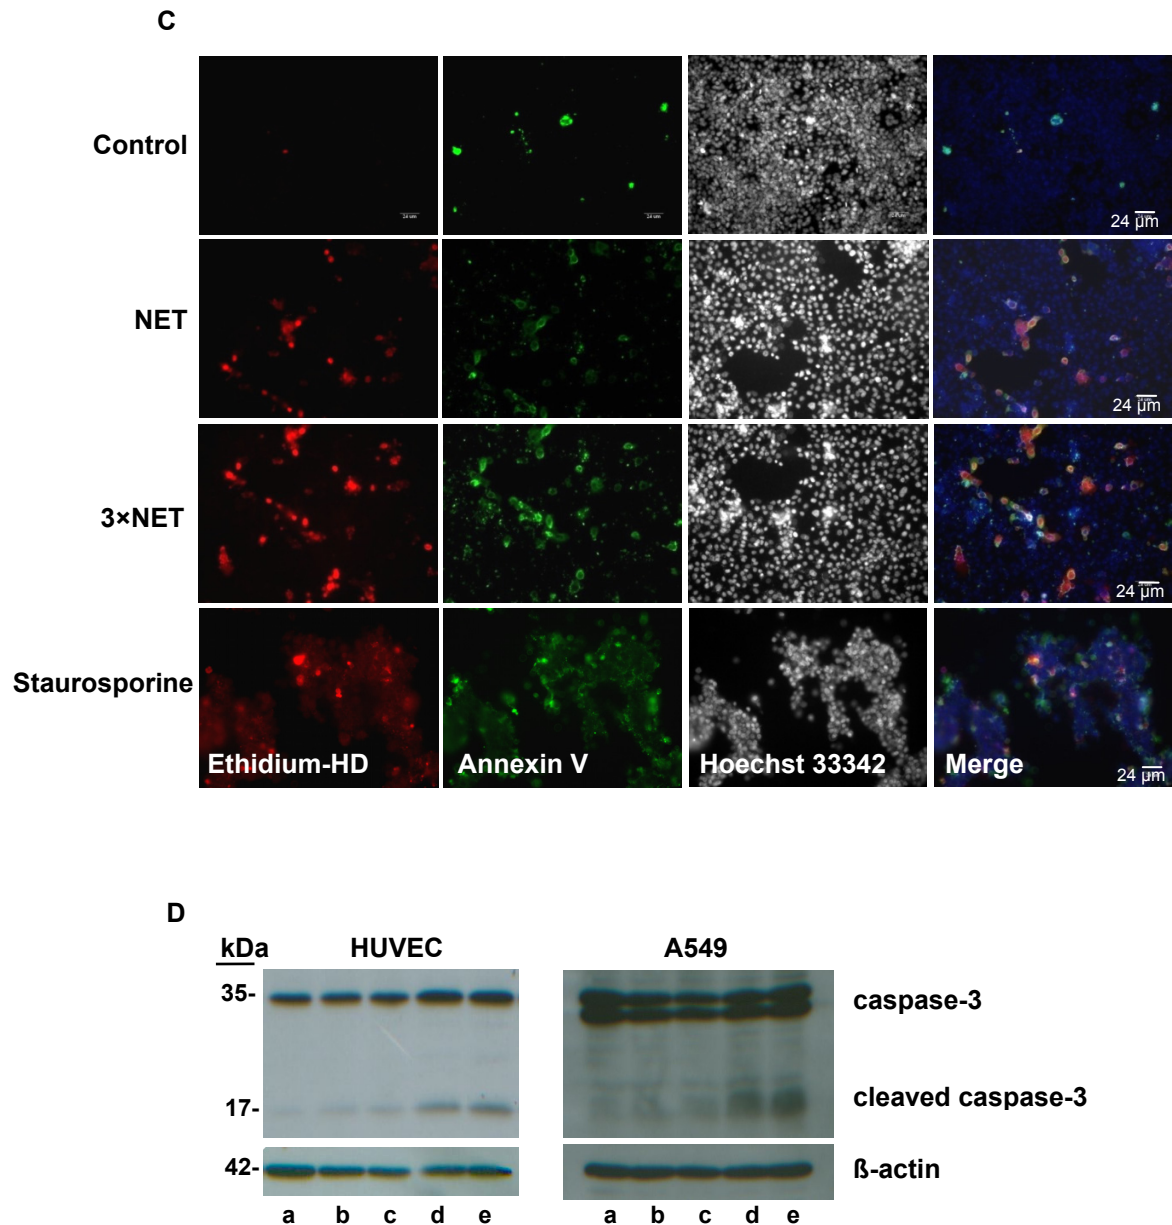 C
Control
24 µm
NET
24 µm
3×NET
24 µm
Staurosporine
Ethidium-HD Annexin V Hoechst 33342 Merge
24 µm
D
kDa HUVEC A549
35- caspase-3
17- cleaved caspase-3
42- ß-actin
a b c d e a b c d e